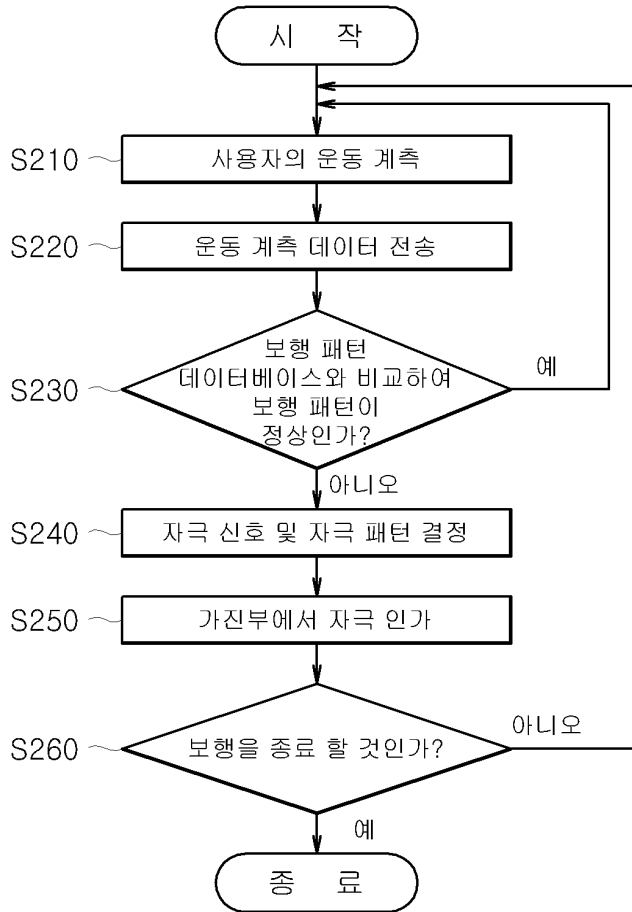 시 작
S210
사용자의 운동 계측
S220
운동 계측 데이터 전송
S230
보행 패턴
데이터베이스와 비교하여
보행 패턴이
정상인가?
예
아니오
S240
자극 신호 및 자극 패턴 결정
S250
가진부에서 자극 인가
S260
보행을 종료 할 것인가?
아니오
예
종 료